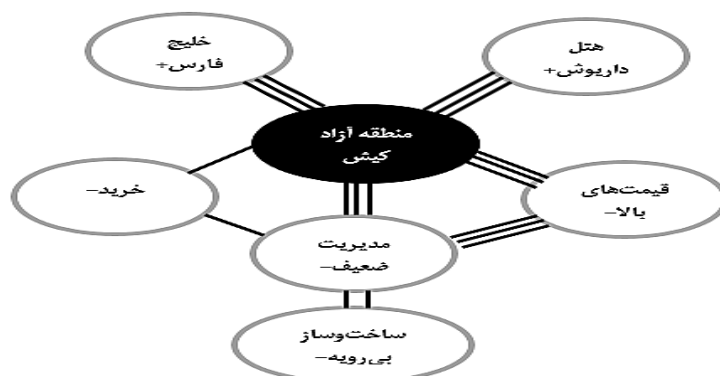 خلیج
فارس+
هتل
داریوش+
منطقه آزاد
کیش
خرید-
قیمت‌های
بالا-
مدیریت
ضعیف-
ساخت‌وساز
بی‌رویه-